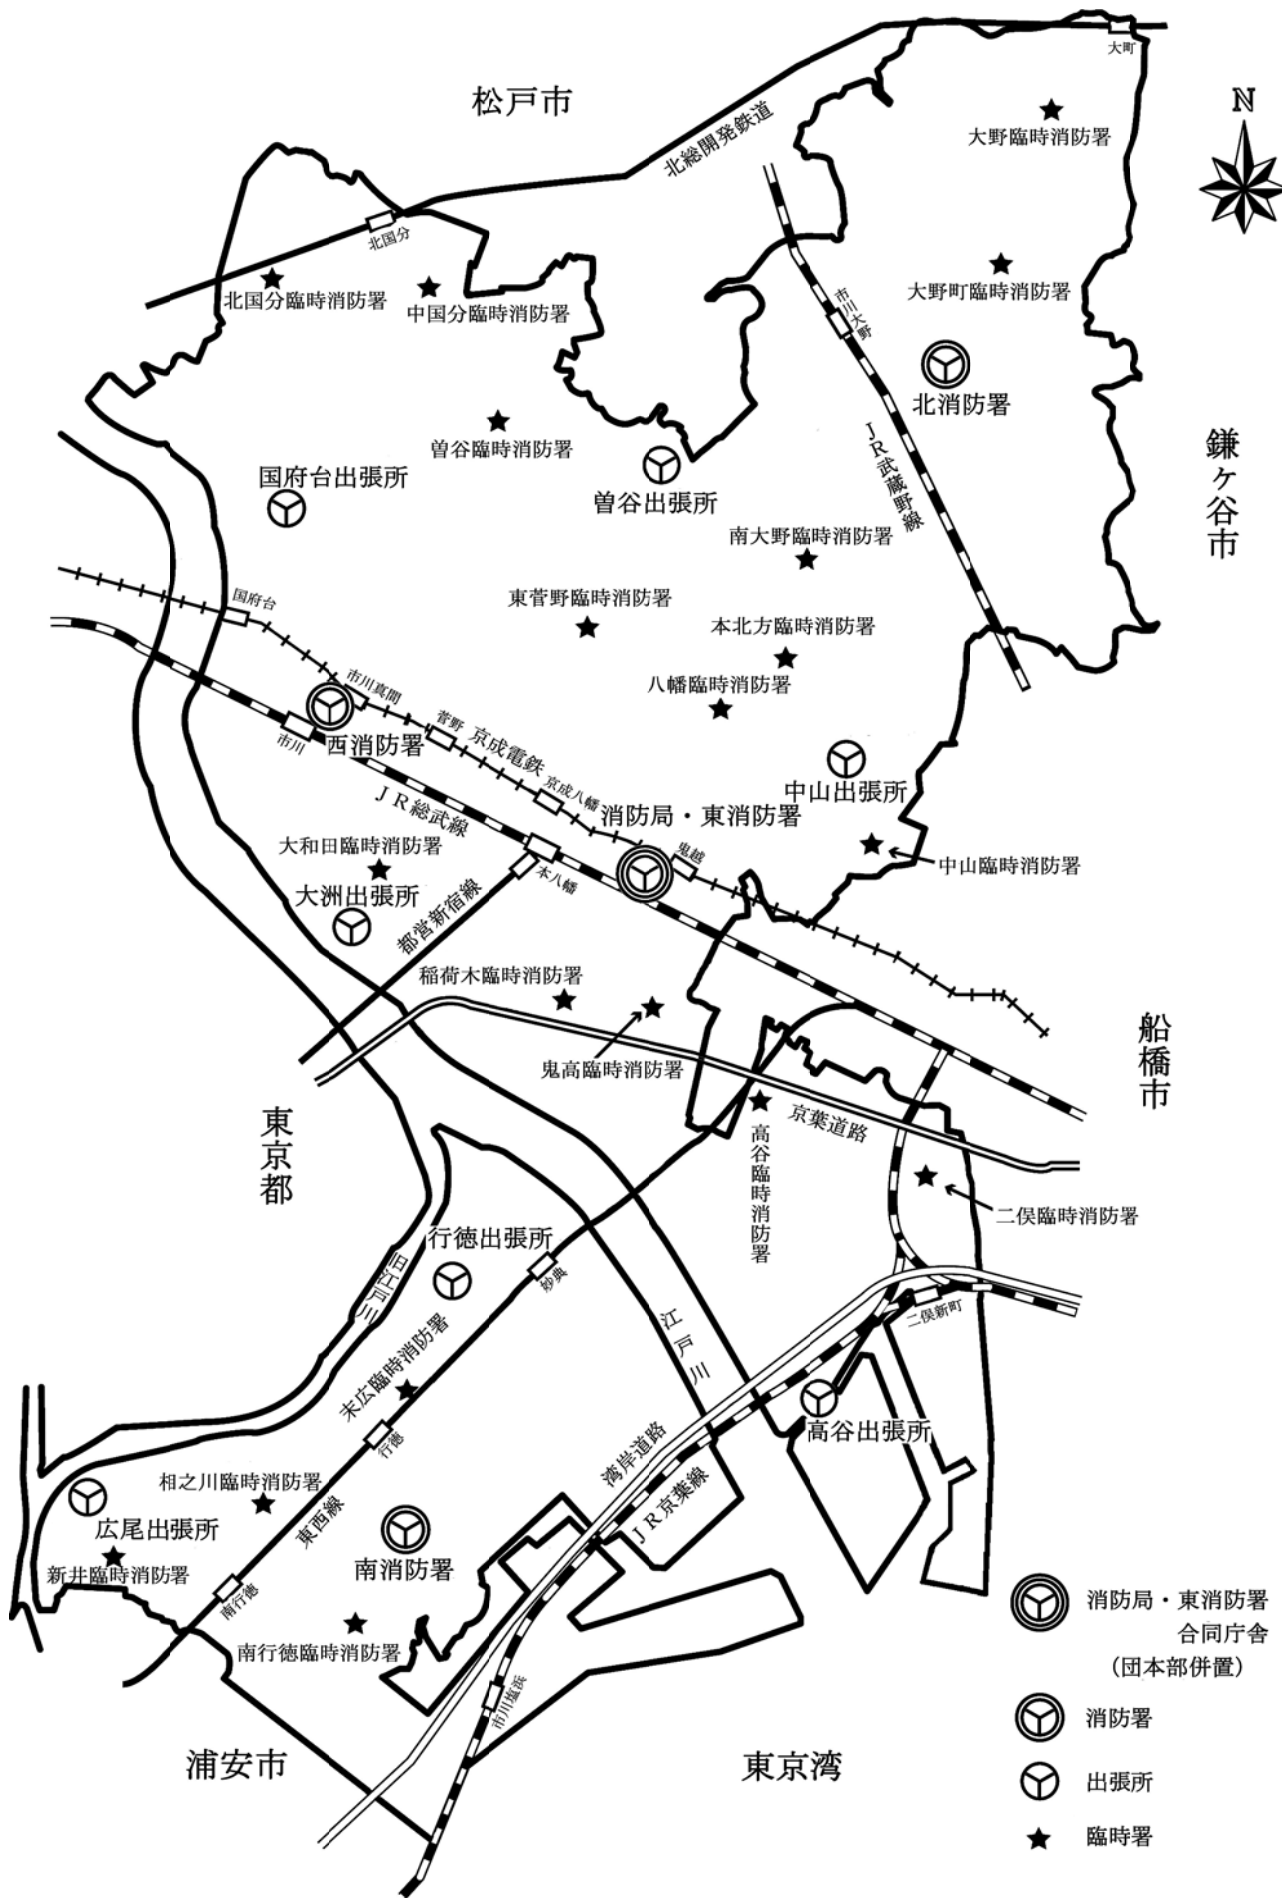 大町
松戸市
N
北総開発鉄道
大野臨時消防署
北国分
北国分臨時消防署
中国分臨時消防署
大野町臨時消防署
市川大野
北消防署
曽谷臨時消防署
JR武蔵野線
鎌ヶ谷市
国府台出張所
曽谷出張所
南大野臨時消防署
国府台
東菅野臨時消防署
本北方臨時消防署
八幡臨時消防署
市川真間
菅野
京成電鉄
市川
西消防署
京成八幡
中山出張所
JR総武線
消防局・東消防署
大和田臨時消防署
鬼越
中山臨時消防署
本八幡
大洲出張所
都営新宿線
稲荷木臨時消防署
鬼高臨時消防署
船橋市
京葉道路
東京都
高谷臨時消防署
二俣臨時消防署
行徳出張所
旧江戸川
妙典
江戸川
二俣新町
末広臨時消防署
高谷出張所
行徳
湾岸道路
相之川臨時消防署
JR京葉線
東西線
広尾出張所
南消防署
新井臨時消防署
南行徳
南行徳臨時消防署
市川塩浜
浦安市
東京湾
消防局・東消防署
合同庁舎
（団本部併置）
消防署
出張所
臨時署